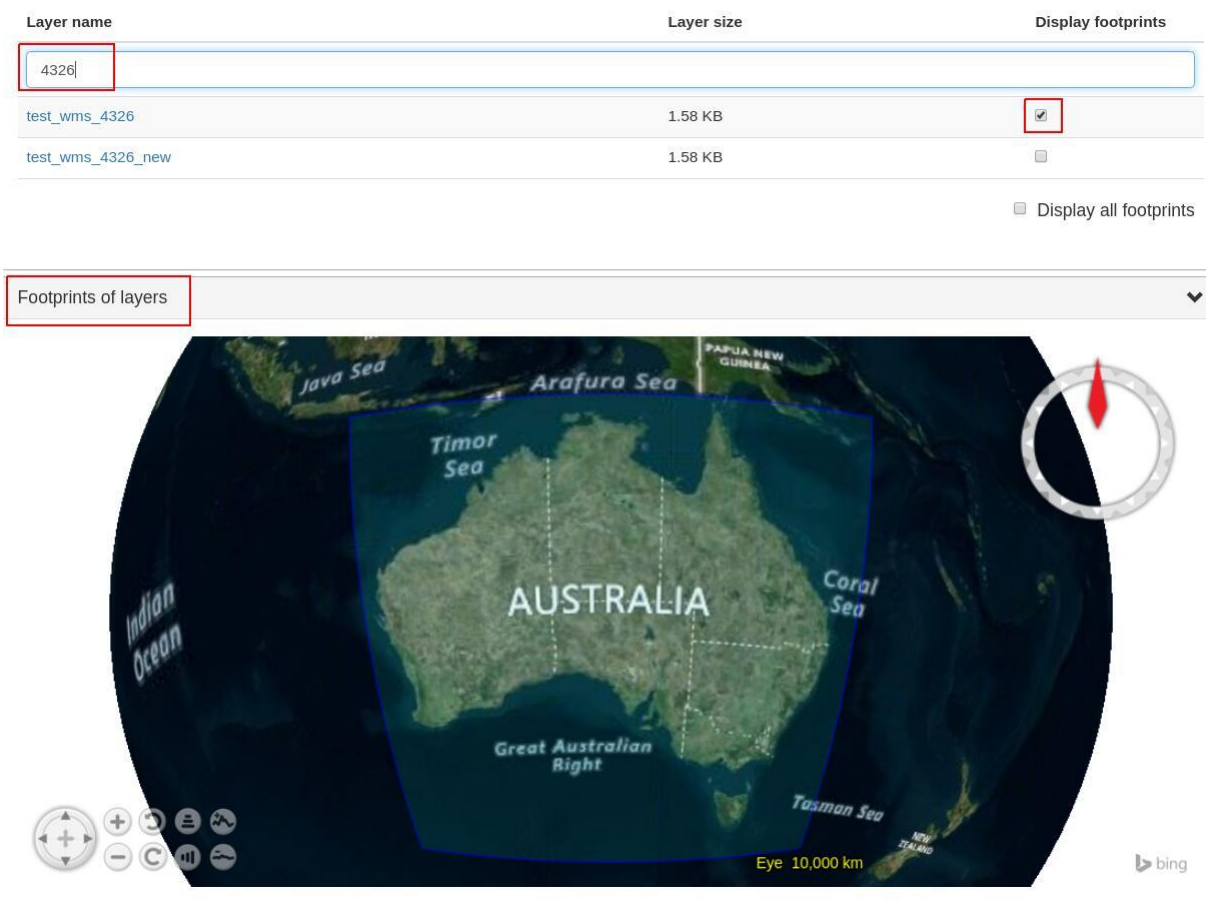 Layer name Layer size Display footprints
4326
test_wms_4326 1.58 KB
test_wms_4326_new 1.58 KB
Display all footprints
Footprints of layers
PAPUA NEW
GUINEA
Java Sea
Arafura Sea
Timor
Sea
AUSTRALIA
Coral
Sea
Indian
Ocean
Great Australian
Bight
Tasman Sea
NEW
ZEALAND
Eye 10,000 km
bing